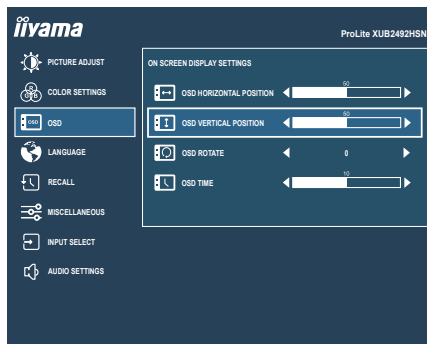 iiyama
ProLite XUB2492HSN
PICTURE ADJUST
COLOR SETTINGS
R
G B
OSD OSD
LANGUAGE
RECALL
MISCELLANEOUS
INPUT SELECT
AUDIO SETTINGS
ON SCREEN DISPLAY SETTINGS
OSD HORIZONTAL POSITION 50
OSD VERTICAL POSITION 50
OSD ROTATE 0
OSD TIME 10